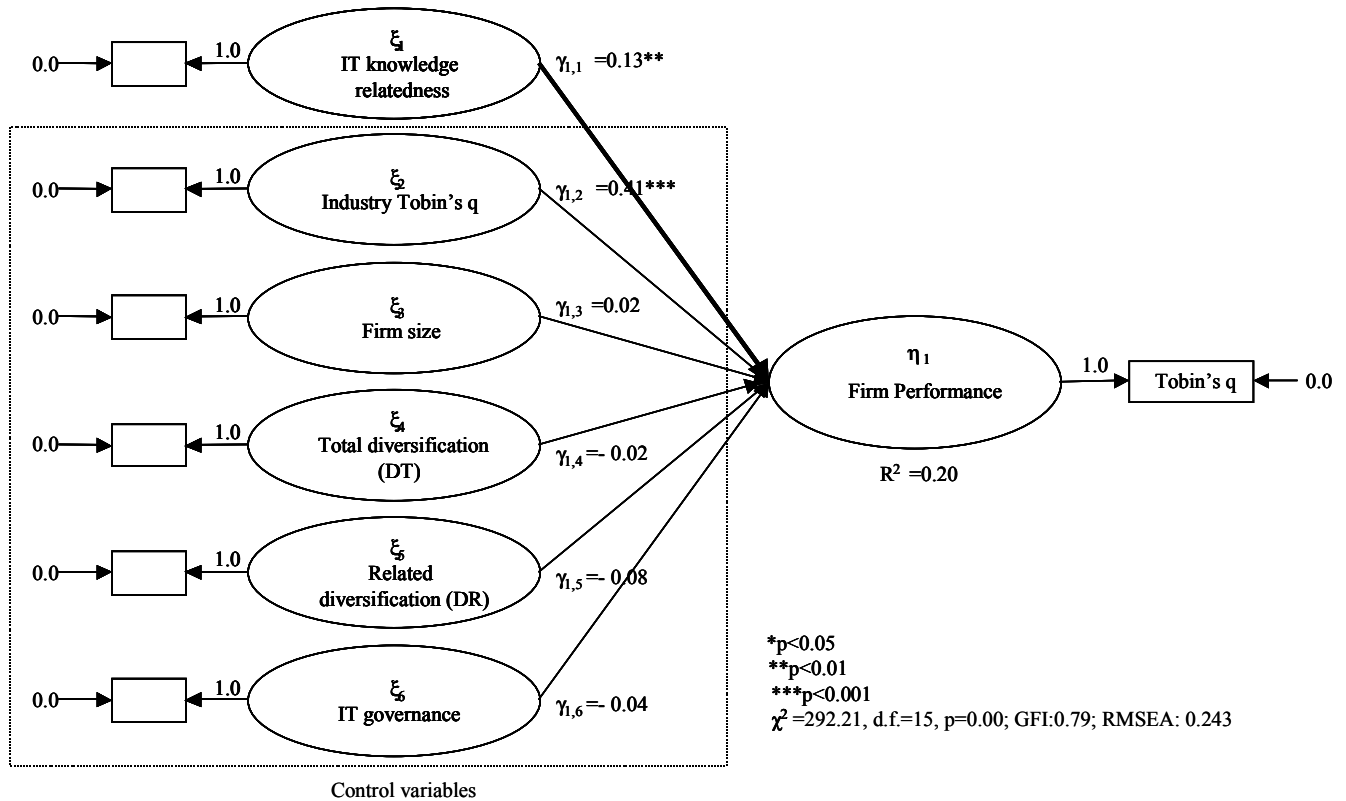 ξ1
IT knowledge
relatedness
0.0
1.0
γ1,1 =0.13**
ξ2
Industry Tobin's q
0.0
1.0
γ1,2 =0.41***
ξ3
Firm size
0.0
1.0
γ1,3 =0.02
η1
Firm Performance
1.0
Tobin's q
0.0
R² =0.20
ξ4
Total diversification
(DT)
0.0
1.0
γ1,4 =- 0.02
ξ5
Related
diversification (DR)
0.0
1.0
γ1,5 =- 0.08
ξ6
IT governance
0.0
1.0
γ1,6 =- 0.04
*p<0.05
**p<0.01
***p<0.001
χ² =292.21, d.f.=15, p=0.00; GFI:0.79; RMSEA: 0.243
Control variables